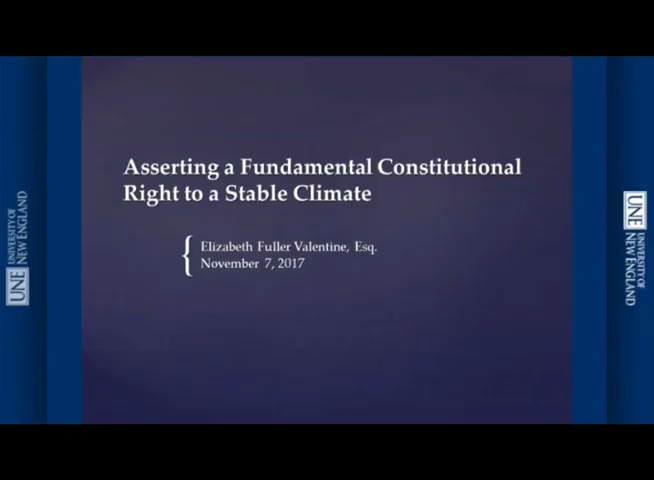 Asserting a Fundamental Constitutional
Right to a Stable Climate
Elizabeth Fuller Valentine, Esq.
November 7, 2017
UNE UNIVERSITY OF
NEW ENGLAND
UNE UNIVERSITY OF
NEW ENGLAND